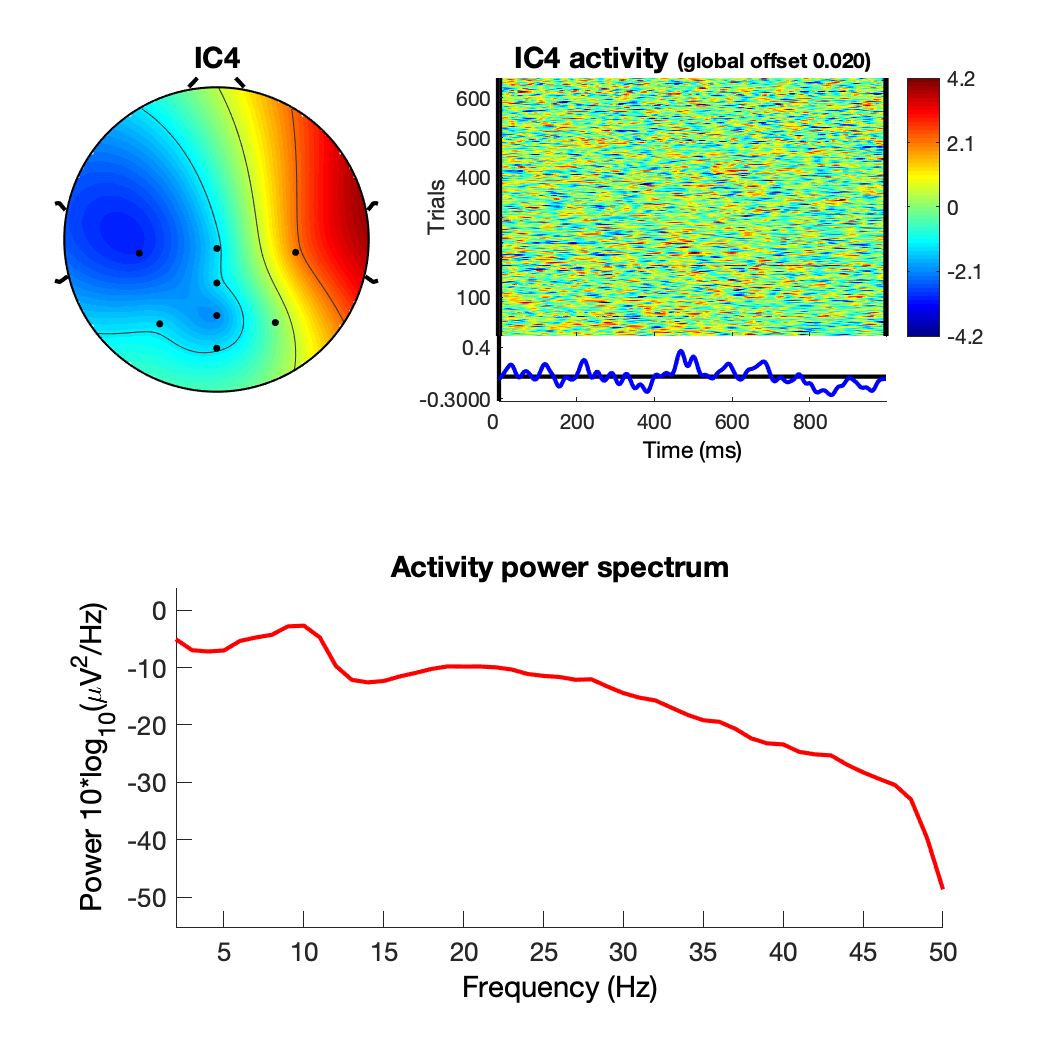 IC4
IC4 activity (global offset 0.020)
600
500
400
300
200
100
Trials
4.2
2.1
0
-2.1
-4.2
0.4
-0.3000
0 200 400 600 800
Time (ms)
Activity power spectrum
0
-10
-20
-30
-40
-50
Power 10*log10(μV2/Hz)
5 10 15 20 25 30 35 40 45 50
Frequency (Hz)